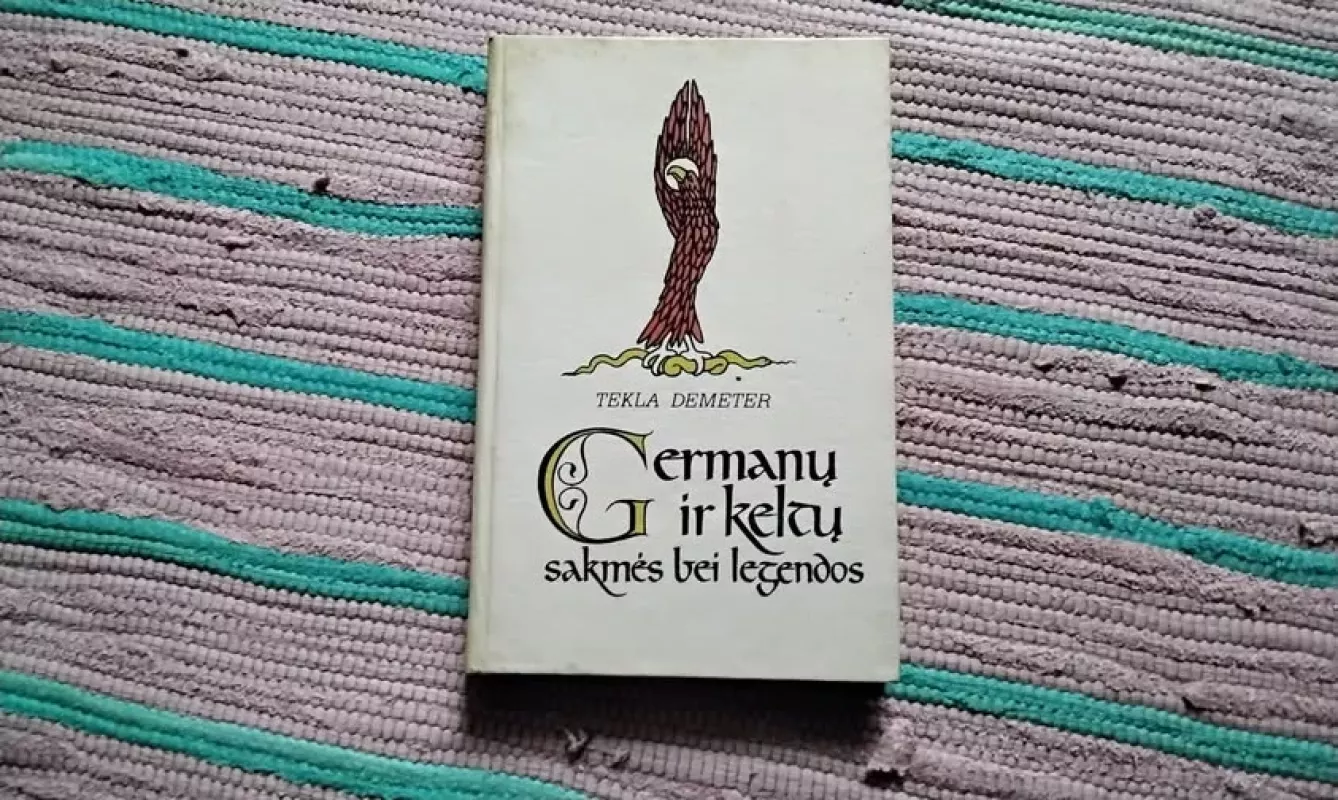 TEKLA DEMETER
Germanų
ir keltų
sakmės bei legendos